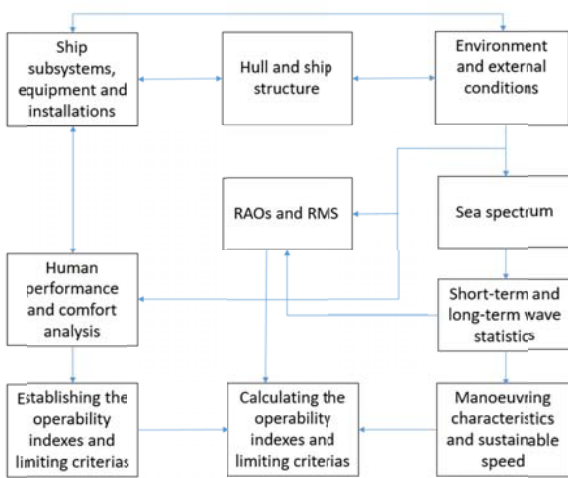 Ship
subsystems,
equipment and
installations
Hull and ship
structure
Environment
and external
conditions
RAOs and RMS
Sea spectrum
Human
performance
and comfort
analysis
Short-term and
long-term wave
statistics
Establishing the
operability
indexes and
limiting criterias
Calculating the
operability
indexes and
limiting criterias
Manoeuvring
characteristics
and sustainable
speed